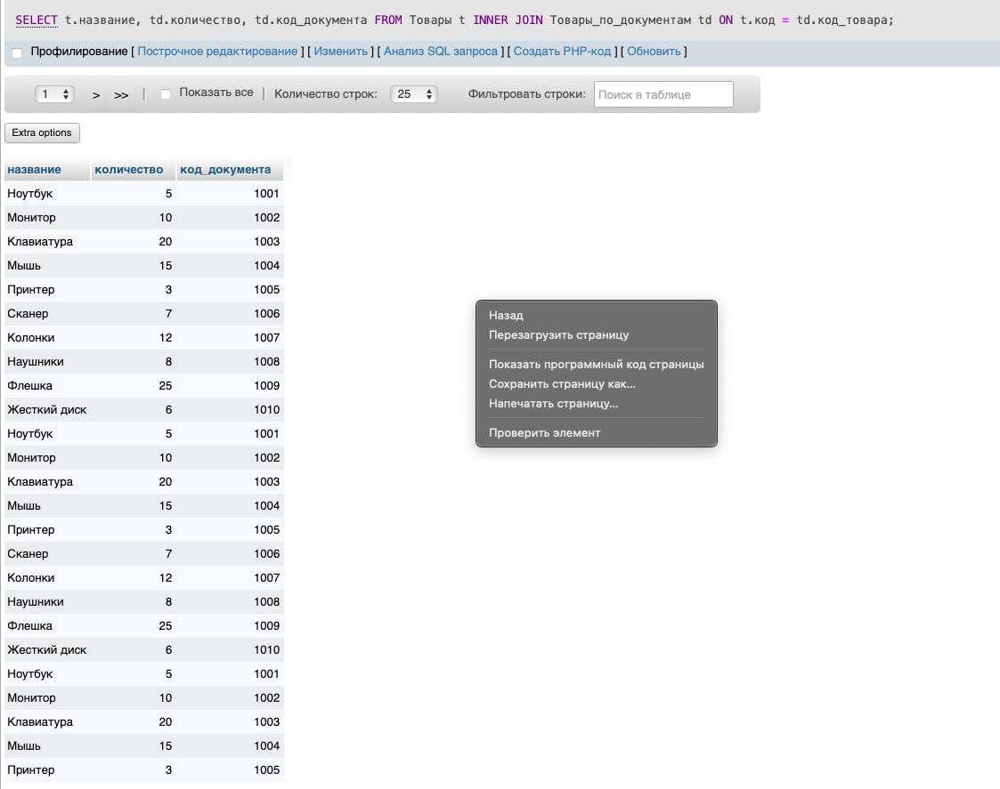 SELECT t.название, td.количество, td.код_документа FROM Товары t INNER JOIN Товары_по_документам td ON t.код = td.код_товара;
Профилирование [ Построчное редактирование ] [ Изменить ] [ Анализ SQL запроса ] [ Создать PHP-код ] [ Обновить ]
1 > >> | Показать все | Количество строк: 25 Фильтровать строки: Поиск в таблице
Extra options
название количество код_документа
Ноутбук 5 1001
Монитор 10 1002
Клавиатура 20 1003
Мышь 15 1004
Принтер 3 1005
Сканер 7 1006
Колонки 12 1007
Наушники 8 1008
Флешка 25 1009
Жесткий диск 6 1010
Ноутбук 5 1001
Монитор 10 1002
Клавиатура 20 1003
Мышь 15 1004
Принтер 3 1005
Сканер 7 1006
Колонки 12 1007
Наушники 8 1008
Флешка 25 1009
Жесткий диск 6 1010
Ноутбук 5 1001
Монитор 10 1002
Клавиатура 20 1003
Мышь 15 1004
Принтер 3 1005
Назад
Перезагрузить страницу
Показать программный код страницы
Сохранить страницу как...
Напечатать страницу...
Проверить элемент